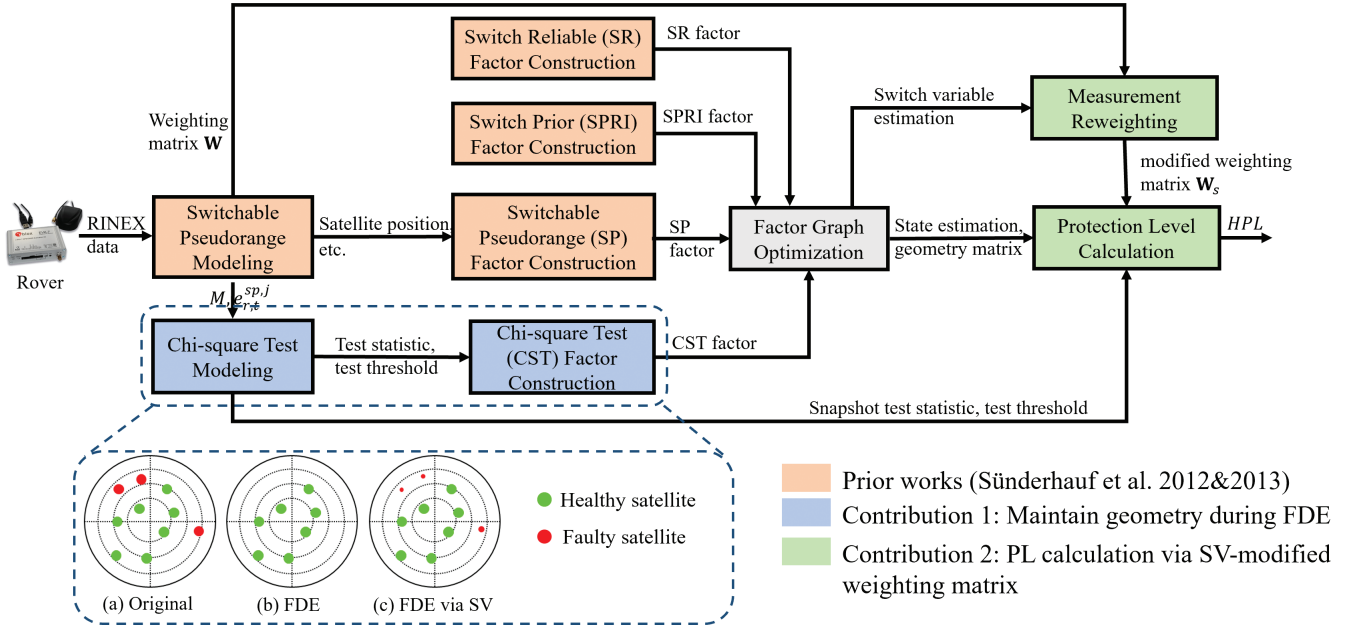 Switch Reliable (SR)
Factor Construction
SR factor
Switch Prior (SPRI)
Factor Construction
SPRI factor
Switch variable
estimation
Measurement
Reweighting
Weighting
matrix W
modified weighting
matrix W_s
Rover
RINEX
data
Switchable
Pseudorange
Modeling
Satellite position,
etc.
Switchable
Pseudorange (SP)
Factor Construction
SP
factor
Factor Graph
Optimization
State estimation,
geometry matrix
Protection Level
Calculation
HPL
M, e_{r,t}^{sp,j}
Chi-square Test
Modeling
Test statistic,
test threshold
Chi-square Test
(CST) Factor
Construction
CST factor
Snapshot test statistic, test threshold
Healthy satellite
Faulty satellite
(a) Original
(b) FDE
(c) FDE via SV
Prior works (Sünderhauf et al. 2012&2013)
Contribution 1: Maintain geometry during FDE
Contribution 2: PL calculation via SV-modified
weighting matrix